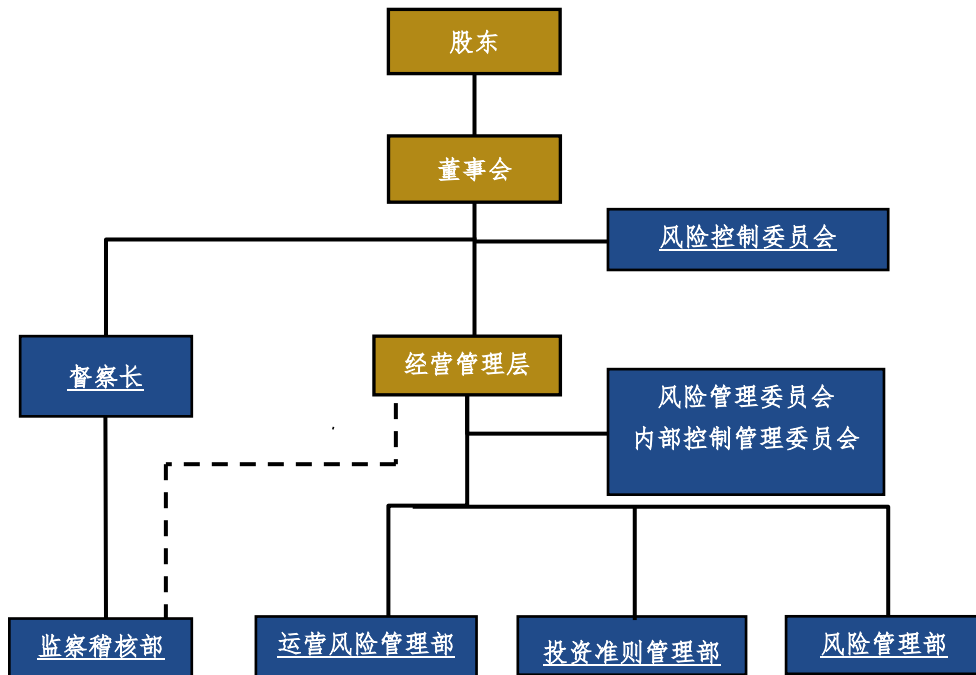 股东
董事会
风险控制委员会
督察长
经营管理层
风险管理委员会
内部控制管理委员会
监察稽核部
运营风险管理部
投资准则管理部
风险管理部